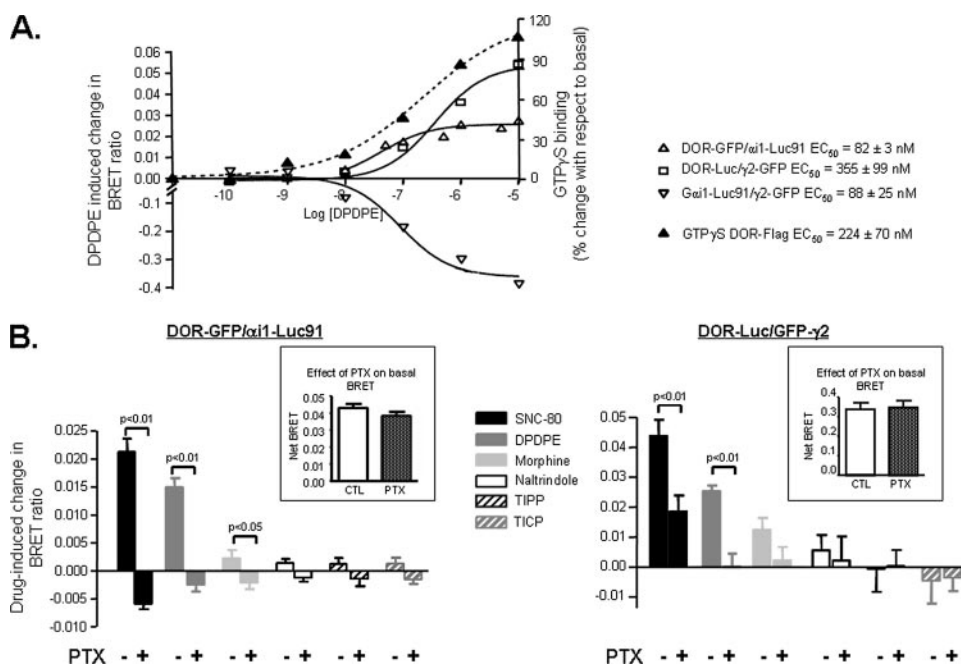 A.
DPDPE induced change in
BRET ratio
0.06
0.05
0.04
0.03
0.02
0.01
0.00
-0.1
-0.2
-0.3
-0.4
-10
-9
-8
-7
-6
-5
Log [DPDPE]
120
90
60
30
0
GTPγS binding
(% change with respect to basal)
DOR-GFP/αi1-Luc91 EC50 = 82 ± 3 nM
DOR-Luc/γ2-GFP EC50 = 355 ± 99 nM
Gαi1-Luc91/γ2-GFP EC50 = 88 ± 25 nM
GTPγS DOR-Flag EC50 = 224 ± 70 nM
B.
DOR-GFP/αi1-Luc91
Drug-induced change in
BRET ratio
0.025
0.020
0.015
0.010
0.005
0.000
-0.005
-0.010
p<0.01
p<0.01
p<0.05
Effect of PTX on basal
BRET
Net BRET
0.05
0.04
0.03
0.02
0.01
0.00
CTL PTX
PTX - + - + - + - + - + - +
SNC-80
DPDPE
Morphine
Naltrindole
TIPP
TICP
DOR-Luc/GFP-γ2
0.06
0.05
0.04
0.03
0.02
0.01
0.00
-0.01
p<0.01
p<0.01
Effect of PTX on basal
BRET
Net BRET
0.4
0.3
0.2
0.1
0.0
CTL PTX
PTX - + - + - + - + - + - +